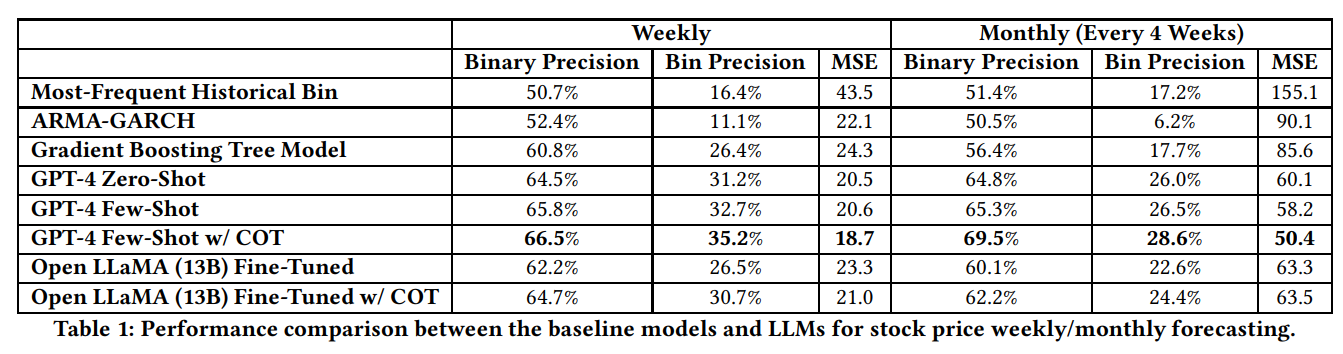 Weekly Monthly (Every 4 Weeks)
Binary Precision Bin Precision MSE Binary Precision Bin Precision MSE
Most-Frequent Historical Bin 50.7% 16.4% 43.5 51.4% 17.2% 155.1
ARMA-GARCH 52.4% 11.1% 22.1 50.5% 6.2% 90.1
Gradient Boosting Tree Model 60.8% 26.4% 24.3 56.4% 17.7% 85.6
GPT-4 Zero-Shot 64.5% 31.2% 20.5 64.8% 26.0% 60.1
GPT-4 Few-Shot 65.8% 32.7% 20.6 65.3% 26.5% 58.2
GPT-4 Few-Shot w/ COT 66.5% 35.2% 18.7 69.5% 28.6% 50.4
Open LLaMA (13B) Fine-Tuned 62.2% 26.5% 23.3 60.1% 22.6% 63.3
Open LLaMA (13B) Fine-Tuned w/ COT 64.7% 30.7% 21.0 62.2% 24.4% 63.5
Table 1: Performance comparison between the baseline models and LLMs for stock price weekly/monthly forecasting.